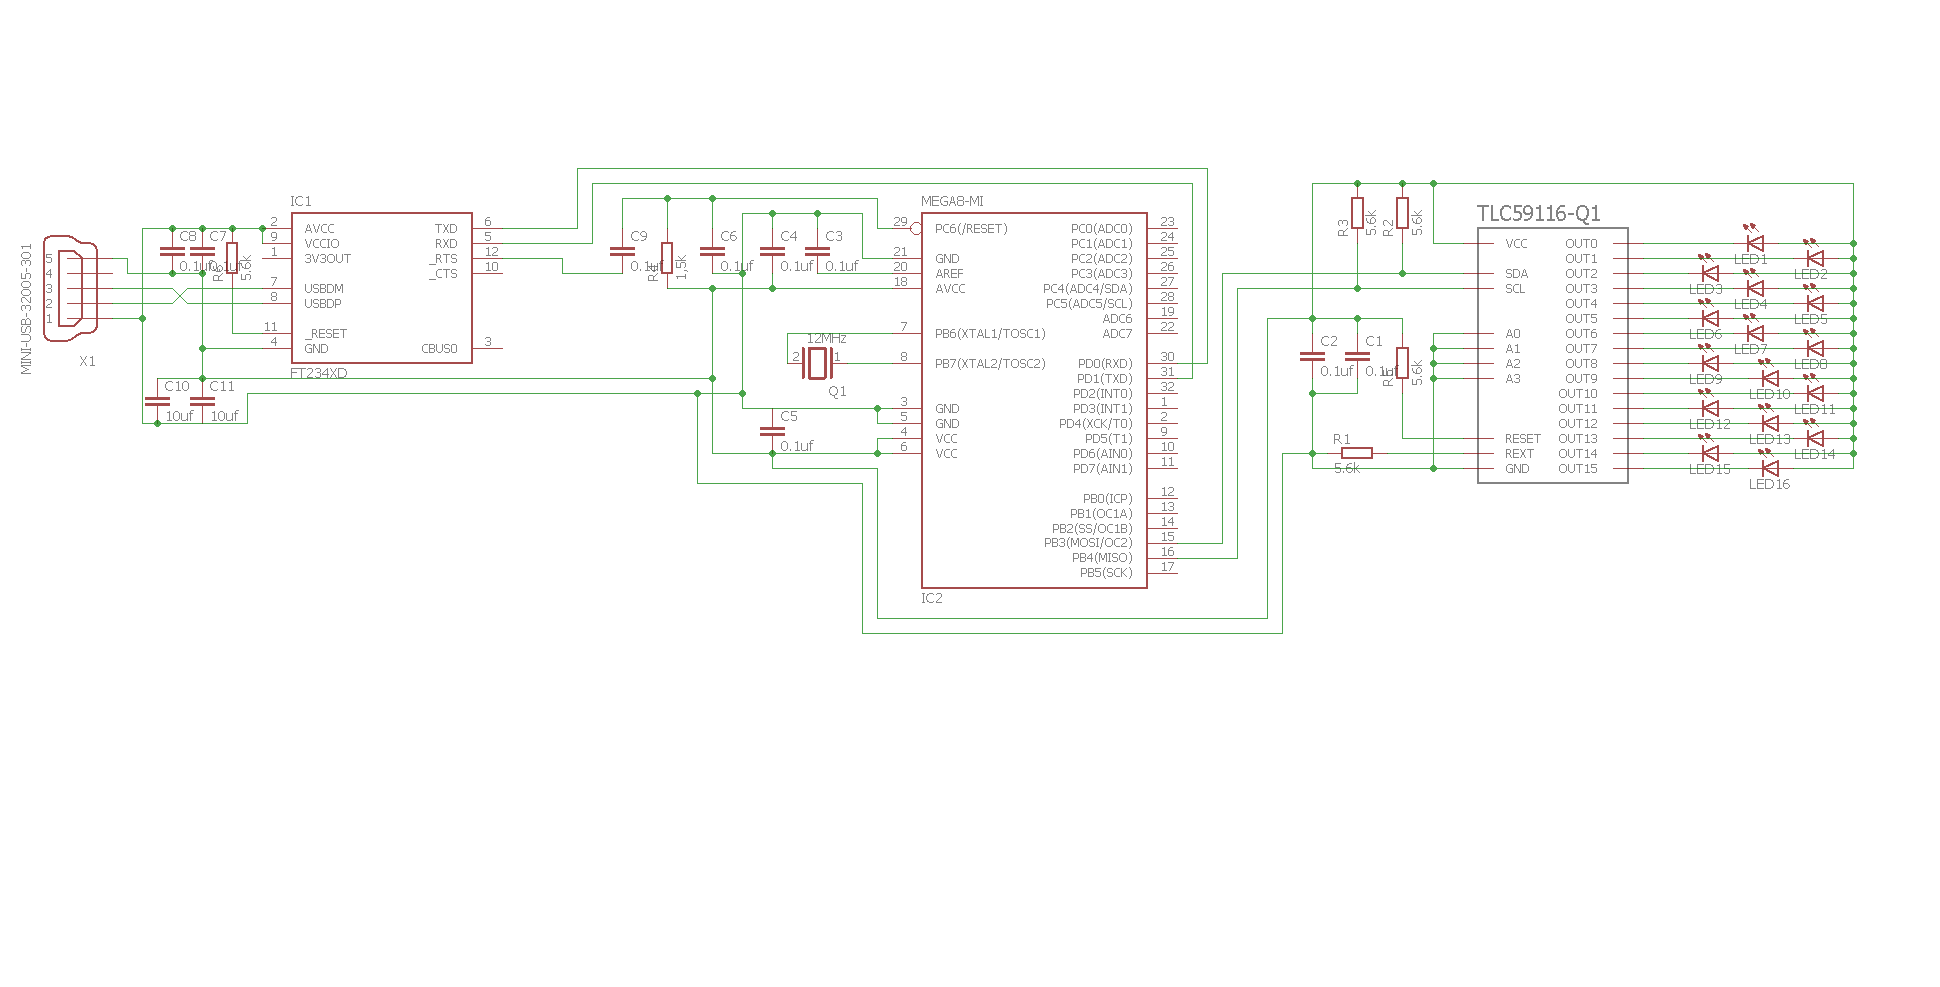 MINI-USB-32005-301
X1
5
4
3
2
1
C8
0.1uf
C7
0.1uf
5.6k
C10
10uf
C11
10uf
IC1
FT234XD
2
9
1
7
8
11
4
AVCC
VCCIO
3V3OUT
USBDM
USBDP
_RESET
GND
TXD
RXD
_RTS
_CTS
CBUS0
6
5
12
10
3
C9
0.1uf
1,5k
C6
0.1uf
C4
0.1uf
C3
0.1uf
12MHz
2
1
Q1
C5
0.1uf
MEGA8-MI
IC2
29
21
20
18
7
8
3
5
4
6
PC6(/RESET)
GND
AREF
AVCC
PB6(XTAL1/TOSC1)
PB7(XTAL2/TOSC2)
GND
GND
VCC
VCC
PC0(ADC0)
PC1(ADC1)
PC2(ADC2)
PC3(ADC3)
PC4(ADC4/SDA)
PC5(ADC5/SCL)
ADC6
ADC7
PD0(RXD)
PD1(TXD)
PD2(INT0)
PD3(INT1)
PD4(XCK/T0)
PD5(T1)
PD6(AIN0)
PD7(AIN1)
PB0(ICP)
PB1(OC1A)
PB2(SS/OC1B)
PB3(MOSI/OC2)
PB4(MISO)
PB5(SCK)
23
24
25
26
27
28
19
22
30
31
32
1
2
9
10
11
12
13
14
15
16
17
R3
5.6k
R2
5.6k
C2
0.1uf
C1
0.1uf
5.6k
R1
5.6k
TLC59116-Q1
VCC
SDA
SCL
A0
A1
A2
A3
RESET
REXT
GND
OUT0
OUT1
OUT2
OUT3
OUT4
OUT5
OUT6
OUT7
OUT8
OUT9
OUT10
OUT11
OUT12
OUT13
OUT14
OUT15
LED1
LED2
LED3
LED4
LED5
LED6
LED7
LED8
LED9
LED10
LED11
LED12
LED13
LED14
LED15
LED16